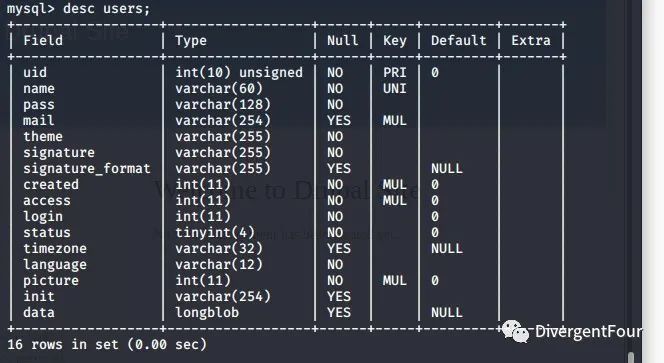 mysql> desc users;
+------------------+------------------+------+-----+---------+-------+
| Field | Type | Null | Key | Default | Extra |
+------------------+------------------+------+-----+---------+-------+
| uid | int(10) unsigned | NO | PRI | 0 | |
| name | varchar(60) | NO | UNI | | |
| pass | varchar(128) | NO | | | |
| mail | varchar(254) | YES | MUL | | |
| theme | varchar(255) | NO | | | |
| signature | varchar(255) | NO | | | |
| signature_format | varchar(255) | YES | | NULL | |
| created | int(11) | NO | MUL | 0 | |
| access | int(11) | NO | MUL | 0 | |
| login | int(11) | NO | | 0 | |
| status | tinyint(4) | NO | | 0 | |
| timezone | varchar(32) | YES | | NULL | |
| language | varchar(12) | NO | | | |
| picture | int(11) | NO | MUL | 0 | |
| init | varchar(254) | YES | | | |
| data | longblob | YES | | NULL | |
+------------------+------------------+------+-----+---------+-------+
16 rows in set (0.00 sec)
DivergentFour